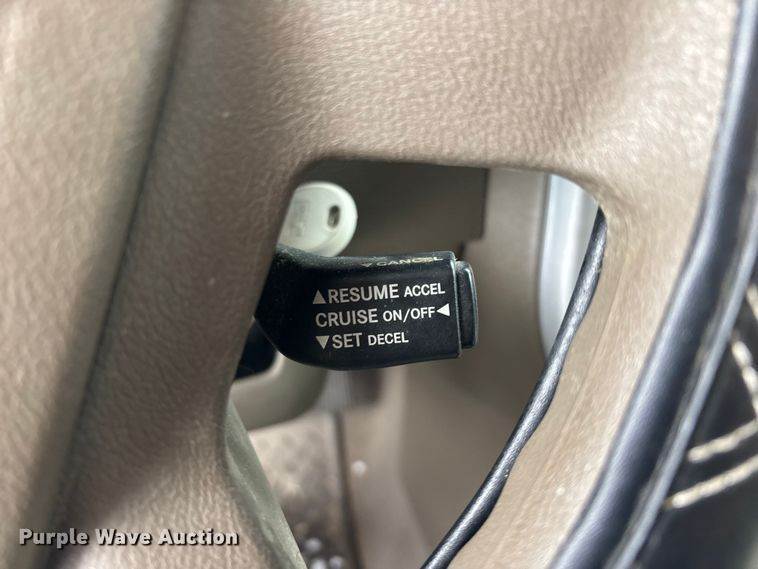 ▼CANCEL
▲RESUME ACCEL
CRUISE ON/OFF◀
▼SET DECEL
Purple Wave Auction